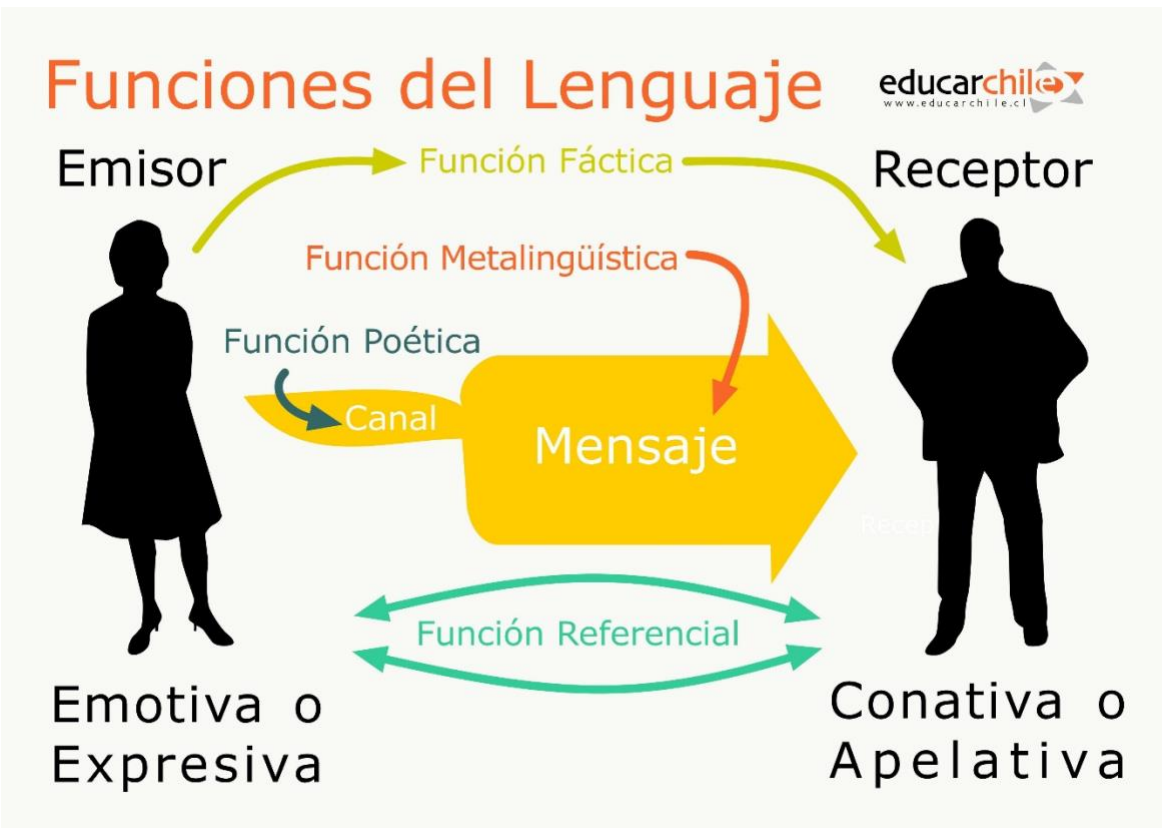 Funciones del Lenguaje
educarchile
www.educarchile.cl
Emisor
Función Fáctica
Receptor
Función Metalingüística
Función Poética
Canal
Mensaje
Recep
Función Referencial
Emotiva o
Expresiva
Conativa o
Apelativa